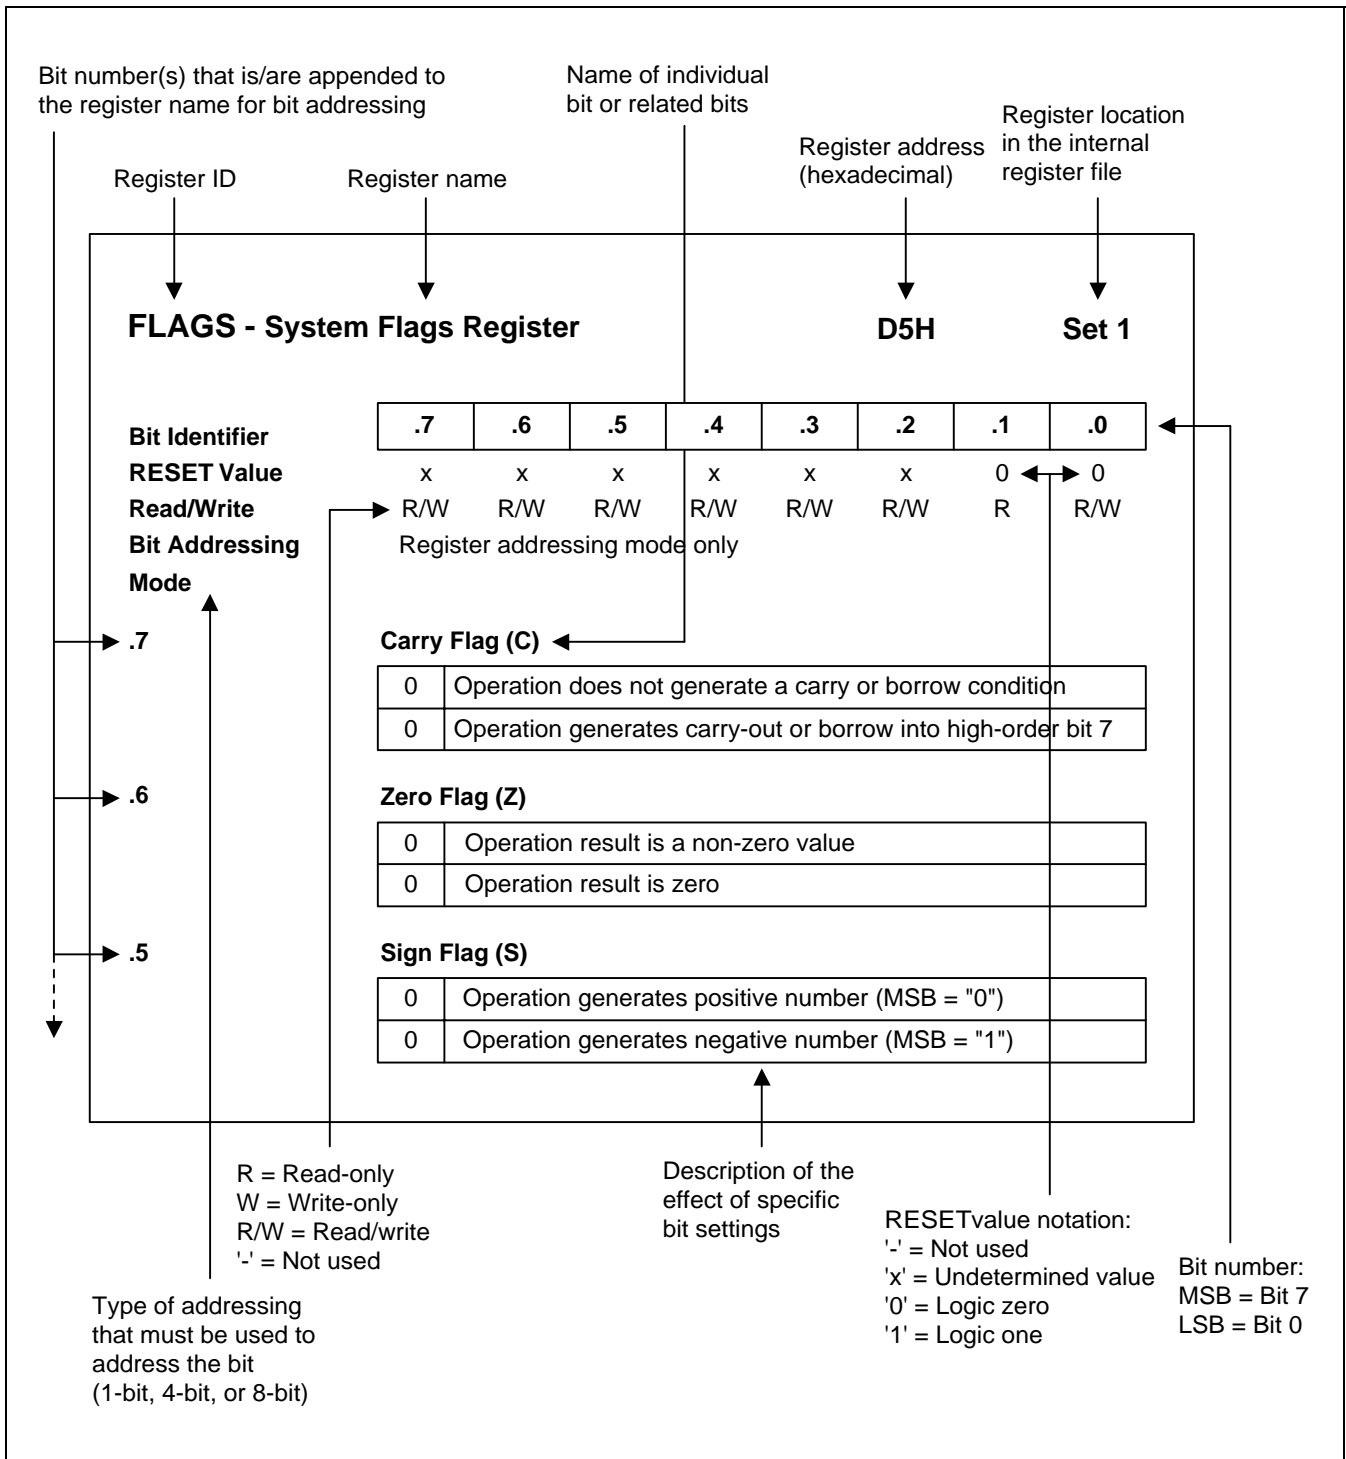 Bit number(s) that is/are appended to
the register name for bit addressing
Name of individual
bit or related bits
Register location
in the internal
register file
Register address
(hexadecimal)
Register ID
Register name
FLAGS - System Flags Register D5H Set 1
Bit Identifier .7 .6 .5 .4 .3 .2 .1 .0
RESET Value x x x x x x 0 0
Read/Write R/W R/W R/W R/W R/W R/W R R/W
Bit Addressing Register addressing mode only
Mode
.7 Carry Flag (C)
0 Operation does not generate a carry or borrow condition
0 Operation generates carry-out or borrow into high-order bit 7
.6 Zero Flag (Z)
0 Operation result is a non-zero value
0 Operation result is zero
.5 Sign Flag (S)
0 Operation generates positive number (MSB = "0")
0 Operation generates negative number (MSB = "1")
R = Read-only
W = Write-only
R/W = Read/write
'-' = Not used
Description of the
effect of specific
bit settings
RESETvalue notation:
'-' = Not used
'x' = Undetermined value
'0' = Logic zero
'1' = Logic one
Bit number:
MSB = Bit 7
LSB = Bit 0
Type of addressing
that must be used to
address the bit
(1-bit, 4-bit, or 8-bit)